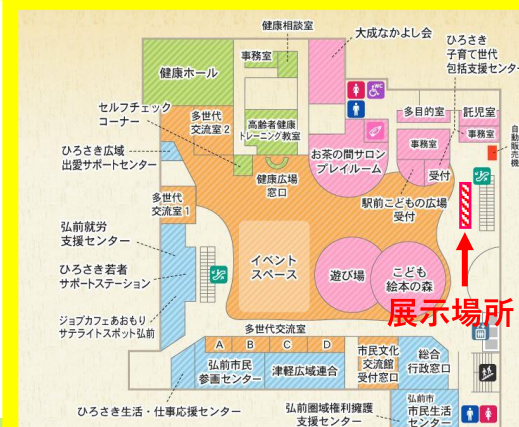 健康相談室
大成なかよし会
ひろさき
子育て世代
包括支援センター
事務室
健康ホール
セルフチェック
コーナー
多世代
交流室2
高齢者健康
トレーニング教室
お茶の間サロン
プレイルーム
多目的室
託児室
事務室
事務室
受付
自動販売機
ひろさき広域
出愛サポートセンター
健康広場
窓口
駅前こどもの広場
受付
多世代
交流室1
弘前就労
支援センター
ひろさき若者
サポートステーション
ジョブカフェあおもり
サテライトスポット弘前
イベント
スペース
遊び場
こども
絵本の森
展示場所
多世代交流室
A B C D
弘前市民
参画センター
津軽広域連合
市民文化
交流館
受付窓口
総合
行政窓口
ひろさき生活・仕事応援センター
弘前圏域権利擁護
支援センター
弘前市
市民生活
センター